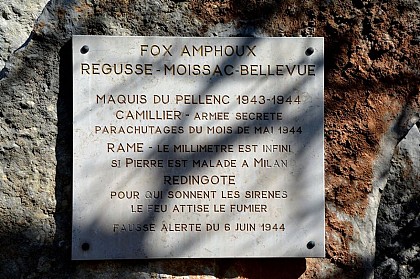 FOX AMPHOUX
REGUSSE-MOISSAC-BELLEVUE
MAQUIS DU PELLENC 1943-1944
CAMILLIER - ARMEE SECRETE
PARACHUTAGES DU MOIS DE MAI 1944
RAME - LE MILLIMETRE EST INFINI
SI PIERRE EST MALADE A MILAN
REDINGOTE
POUR QUI SONNENT LES SIRENES
LE FEU ATTISE LE FUMIER
FAUSSE ALERTE DU 6 JUIN 1944